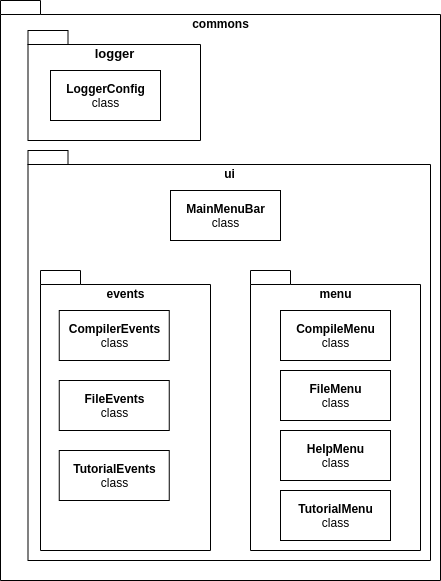 commons
logger
LoggerConfig
class
ui
MainMenuBar
class
events
CompilerEvents
class
FileEvents
class
TutorialEvents
class
menu
CompileMenu
class
FileMenu
class
HelpMenu
class
TutorialMenu
class